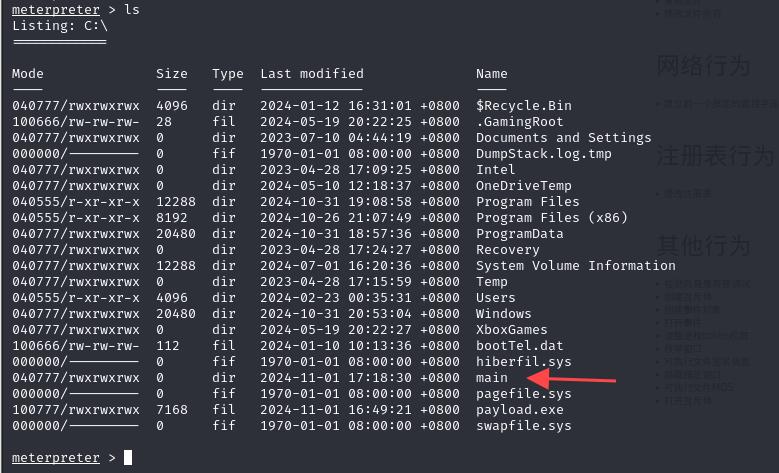 meterpreter > ls
Listing: C:\
============
Mode Size Type Last modified Name
---- ---- ---- ------------- ----
040777/rwxrwxrwx 4096 dir 2024-01-12 16:31:01 +0800 $Recycle.Bin
100666/rw-rw-rw- 28 fil 2024-05-19 20:22:25 +0800 .GamingRoot
040777/rwxrwxrwx 0 dir 2023-07-10 04:44:19 +0800 Documents and Settings
000000/--------- 0 fif 1970-01-01 08:00:00 +0800 DumpStack.log.tmp
040777/rwxrwxrwx 0 dir 2023-04-28 17:09:25 +0800 Intel
040777/rwxrwxrwx 0 dir 2024-05-10 12:18:37 +0800 OneDriveTemp
040555/r-xr-xr-x 12288 dir 2024-10-31 19:08:58 +0800 Program Files
040555/r-xr-xr-x 8192 dir 2024-10-26 21:07:49 +0800 Program Files (x86)
040777/rwxrwxrwx 20480 dir 2024-10-31 18:57:36 +0800 ProgramData
040777/rwxrwxrwx 0 dir 2023-04-28 17:24:27 +0800 Recovery
040777/rwxrwxrwx 12288 dir 2024-07-01 16:20:36 +0800 System Volume Information
040777/rwxrwxrwx 0 dir 2023-04-28 17:15:59 +0800 Temp
040555/r-xr-xr-x 4096 dir 2024-02-23 00:35:31 +0800 Users
040777/rwxrwxrwx 20480 dir 2024-10-31 20:53:04 +0800 Windows
040777/rwxrwxrwx 0 dir 2024-05-19 20:22:27 +0800 XboxGames
100666/rw-rw-rw- 112 fil 2024-01-10 10:13:36 +0800 bootTel.dat
000000/--------- 0 fif 1970-01-01 08:00:00 +0800 hiberfil.sys
040777/rwxrwxrwx 0 dir 2024-11-01 17:18:30 +0800 main
000000/--------- 0 fif 1970-01-01 08:00:00 +0800 pagefile.sys
100777/rwxrwxrwx 7168 fil 2024-11-01 16:49:21 +0800 payload.exe
000000/--------- 0 fif 1970-01-01 08:00:00 +0800 swapfile.sys
meterpreter >
网络行为
注册表行为
其他行为